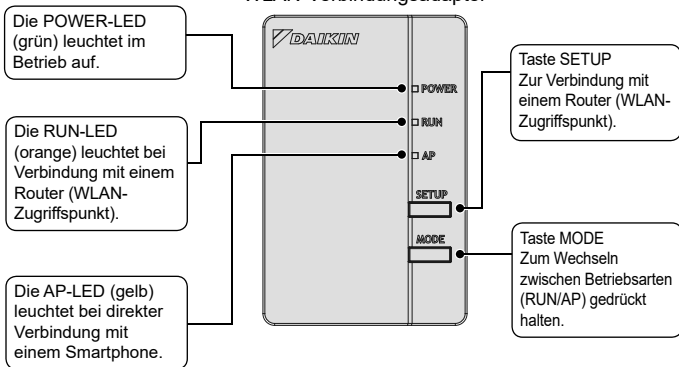 WLAN-Verbindungsadapter
Die POWER-LED
(grün) leuchtet im
Betrieb auf.
Die RUN-LED
(orange) leuchtet bei
Verbindung mit einem
Router (WLAN-
Zugriffspunkt).
Die AP-LED (gelb)
leuchtet bei direkter
Verbindung mit
einem Smartphone.
DAIKIN
POWER
RUN
AP
SETUP
MODE
Taste SETUP
Zur Verbindung mit
einem Router (WLAN-
Zugriffspunkt).
Taste MODE
Zum Wechseln
zwischen Betriebsarten
(RUN/AP) gedrückt
halten.